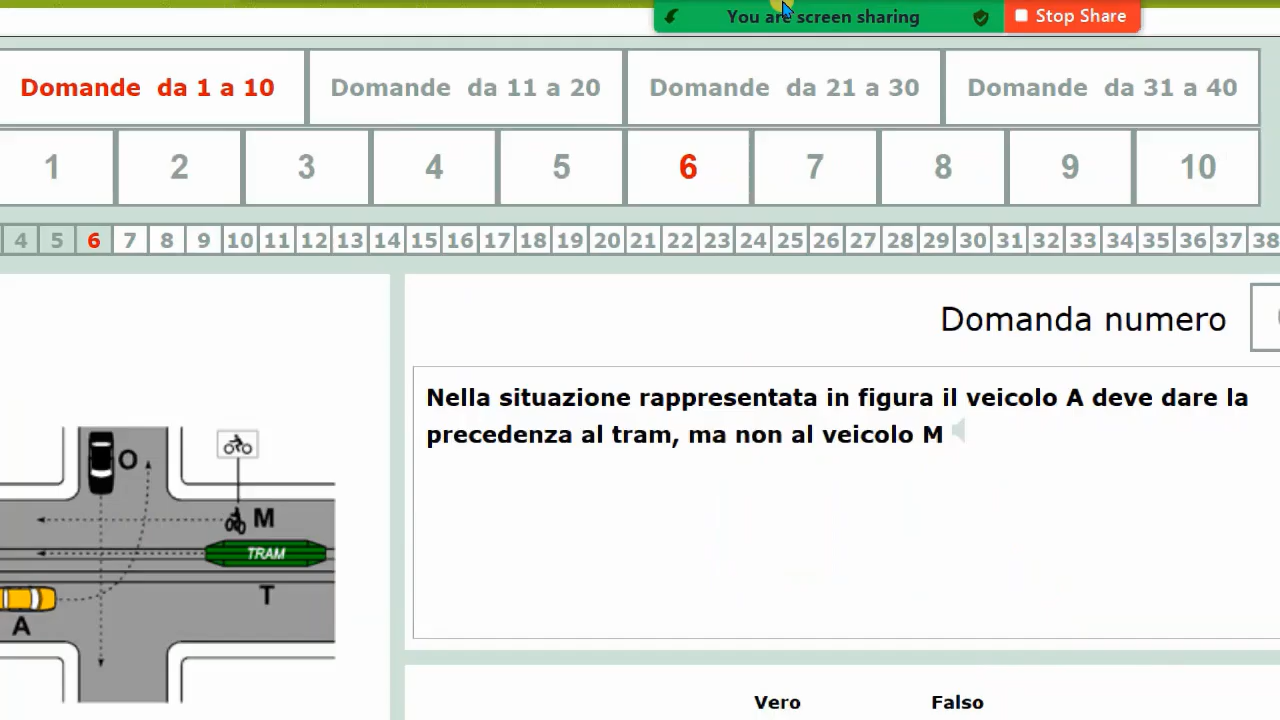 You are screen sharing
Stop Share
Domande da 1 a 10
Domande da 11 a 20
Domande da 21 a 30
Domande da 31 a 40
1 2 3 4 5 6 7 8 9 10
4 5 6 7 8 9 10 11 12 13 14 15 16 17 18 19 20 21 22 23 24 25 26 27 28 29 30 31 32 33 34 35 36 37 38
Domanda numero
Nella situazione rappresentata in figura il veicolo A deve dare la
precedenza al tram, ma non al veicolo M
O
M
TRAM
T
A
Vero
Falso